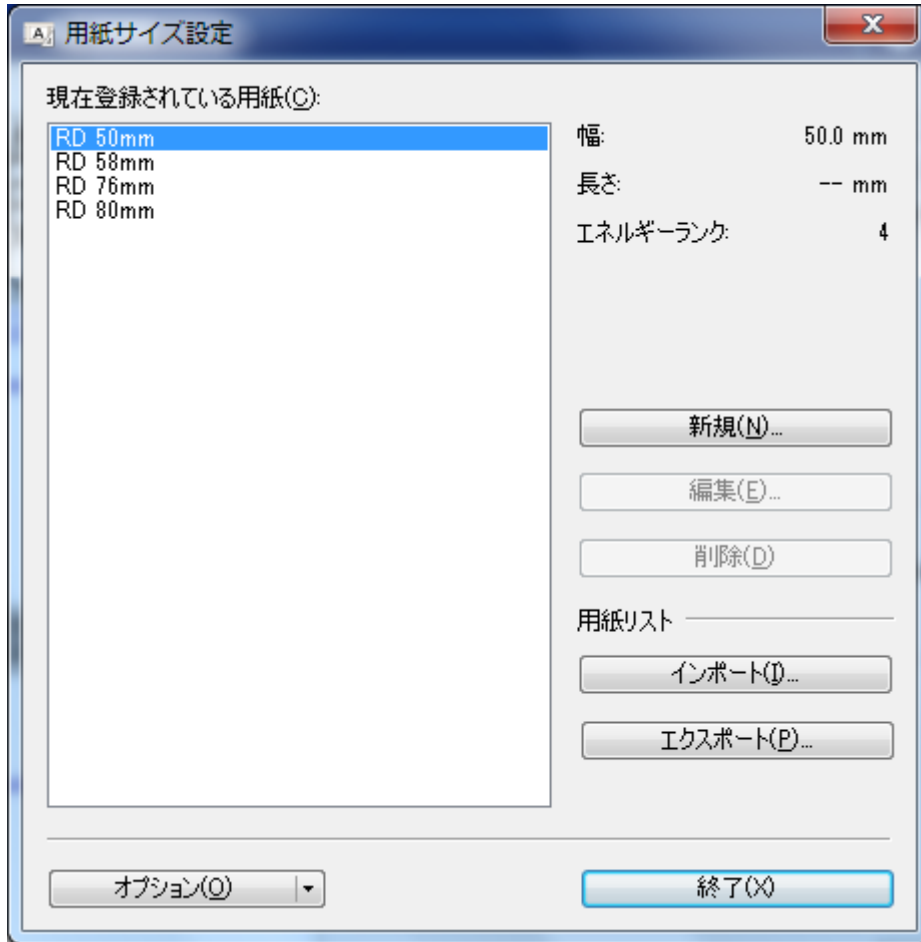 A
用紙サイズ設定
X
現在登録されている用紙(C):
RD 50mm
RD 58mm
RD 76mm
RD 80mm
幅: 50.0 mm
長さ: -- mm
エネルギーランク: 4
新規(N)...
編集(E)...
削除(D)
用紙リスト
インポート(I)...
エクスポート(P)...
オプション(O)
終了(X)